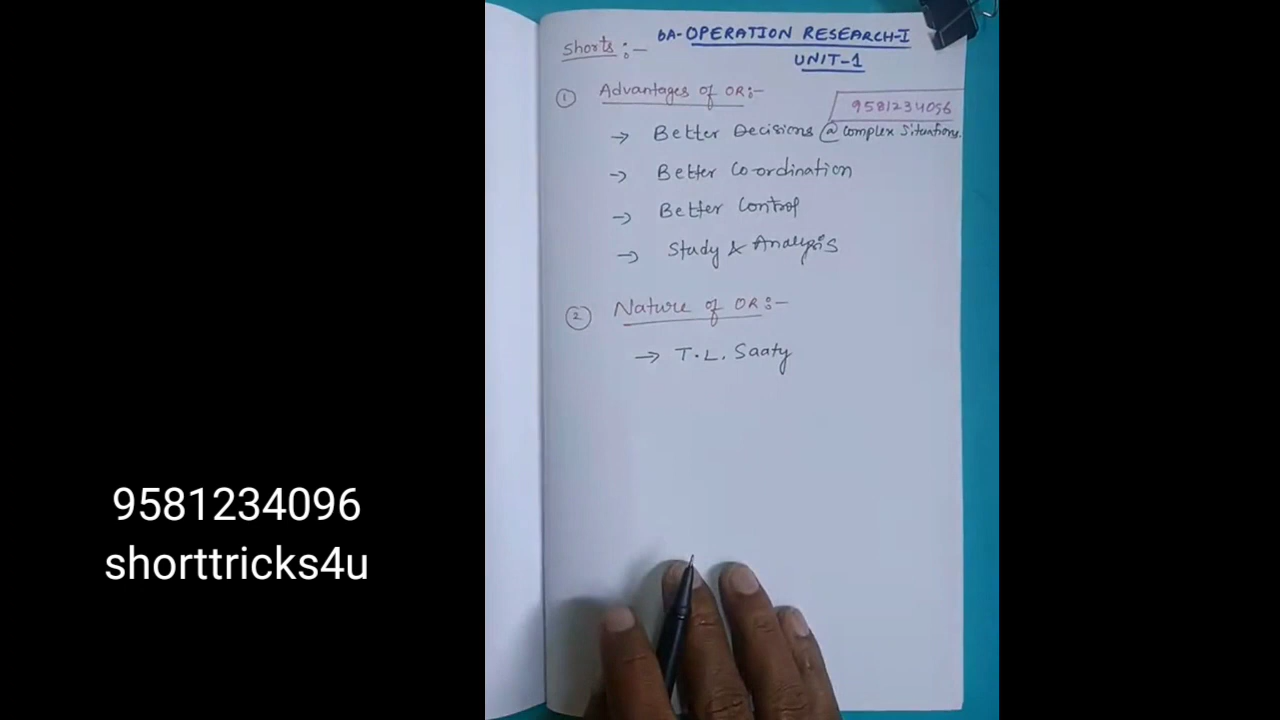 6A-OPERATION RESEARCH-I
Shorts :-
UNIT-1
① Advantages of OR:-
9581234096
→ Better Decisions @ Complex Situations.
→ Better Co-ordination
→ Better Control
→ Study & Analysis
② Nature of OR:-
→ T.L. Saaty
9581234096
shorttricks4u